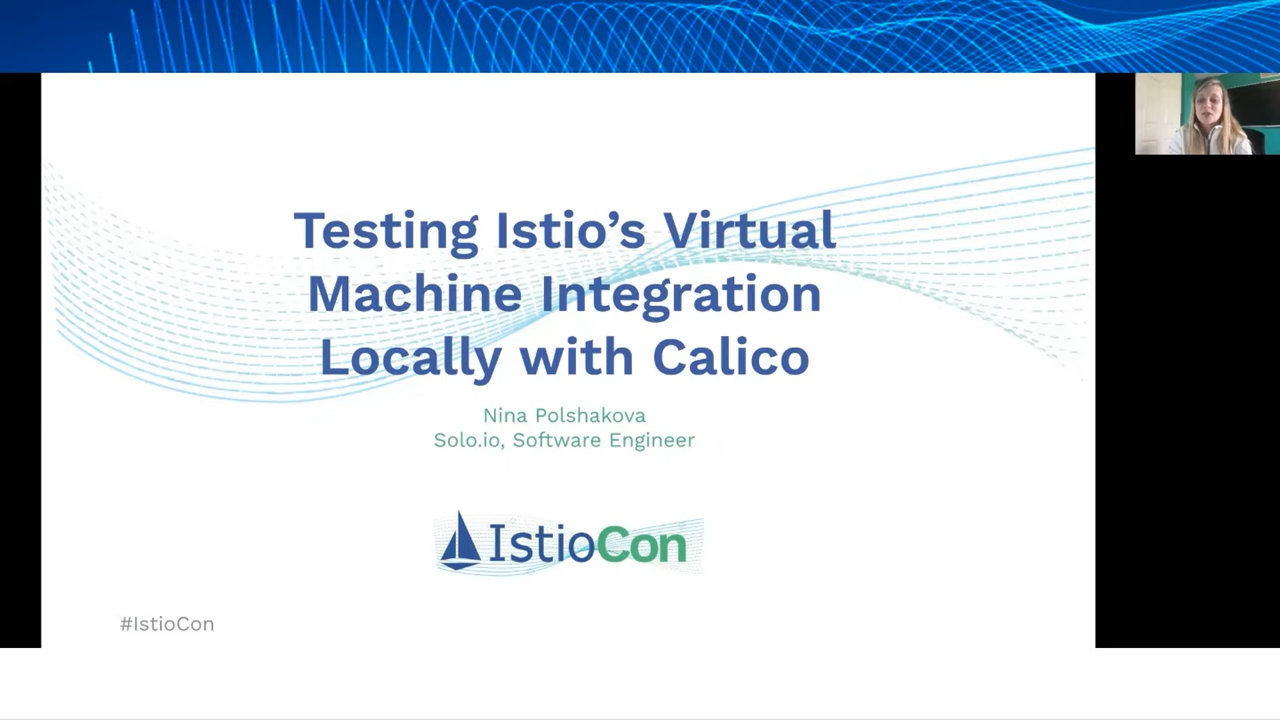 Testing Istio's Virtual
Machine Integration
Locally with Calico
Nina Polshakova
Solo.io, Software Engineer
IstioCon
#IstioCon